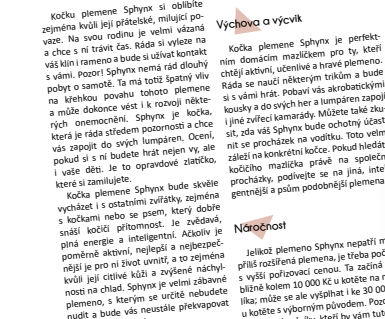 Kočku plemene Sphynx si oblíbíte
zejména kvůli její přátelské, milující po-
vaze. Na svou rodinu je velmi vázaná
a chce s ní trávit čas. Ráda si vyleze na
váš klín i rameno a bude si užívat kontakt
s vámi. Pozor! Sphynx nemá rád dlouhý
pobyt o samotě. Ta má totiž špatný vliv
na křehkou povahu tohoto plemene
a může dokonce vést i k rozvoji někte-
rých onemocnění. Sphynx je kočka,
která je ráda středem pozornosti a chce
vás zapojit do svých lumpáren. Ocení,
pokud si s ní budete hrát nejen vy, ale
i vaše děti. Je to opravdové zlatíčko,
které si zamilujete.
Kočka plemene Sphynx bude skvěle
vycházet i s ostatními zvířátky, zejména
s kočkami nebo se psem, který dobře
snáší kočičí přítomnost. Je zvědavá,
plná energie a inteligentní. Ačkoliv je
poměrně aktivní, nejlepší a nejbezpeč-
nější je pro ni život uvnitř, a to zejména
kvůli její citlivé kůži a zvýšené náchyl-
nosti na chlad. Sphynx je velmi zábavné
plemeno, s kterým se určitě nebudete
nudit a bude vás neustále překvapovat
Výchova a výcvik
Kočka plemene Sphynx je perfekt-
ním domácím mazlíčkem pro ty, kteří
chtějí aktivní, učenlivé a hravé plemeno.
Ráda se naučí některým trikům a bude
si s vámi hrát. Pobaví vás akrobatickými
kousky a do svých her a lumpáren zapojí
i jiné zvířecí kamarády. Můžete také zku-
sit, zda váš Sphynx bude ochotný účast-
nit se procházek na vodítku. Toto velmi
záleží na konkrétní kočce. Pokud hledáte
kočičího mazlíčka právě na společné
procházky, podívejte se na jiná, inteli-
gentnější a psům podobnější plemena
Náročnost
Jelikož plemeno Sphynx nepatří m
příliš rozšířená plemena, je třeba poč
s vyšší pořizovací cenou. Ta začíná
bližně kolem 10 000 Kč u kotěte na m
líka; může se ale vyšplhat i ke 30 00
u kotěte s výborným původem. Pozo